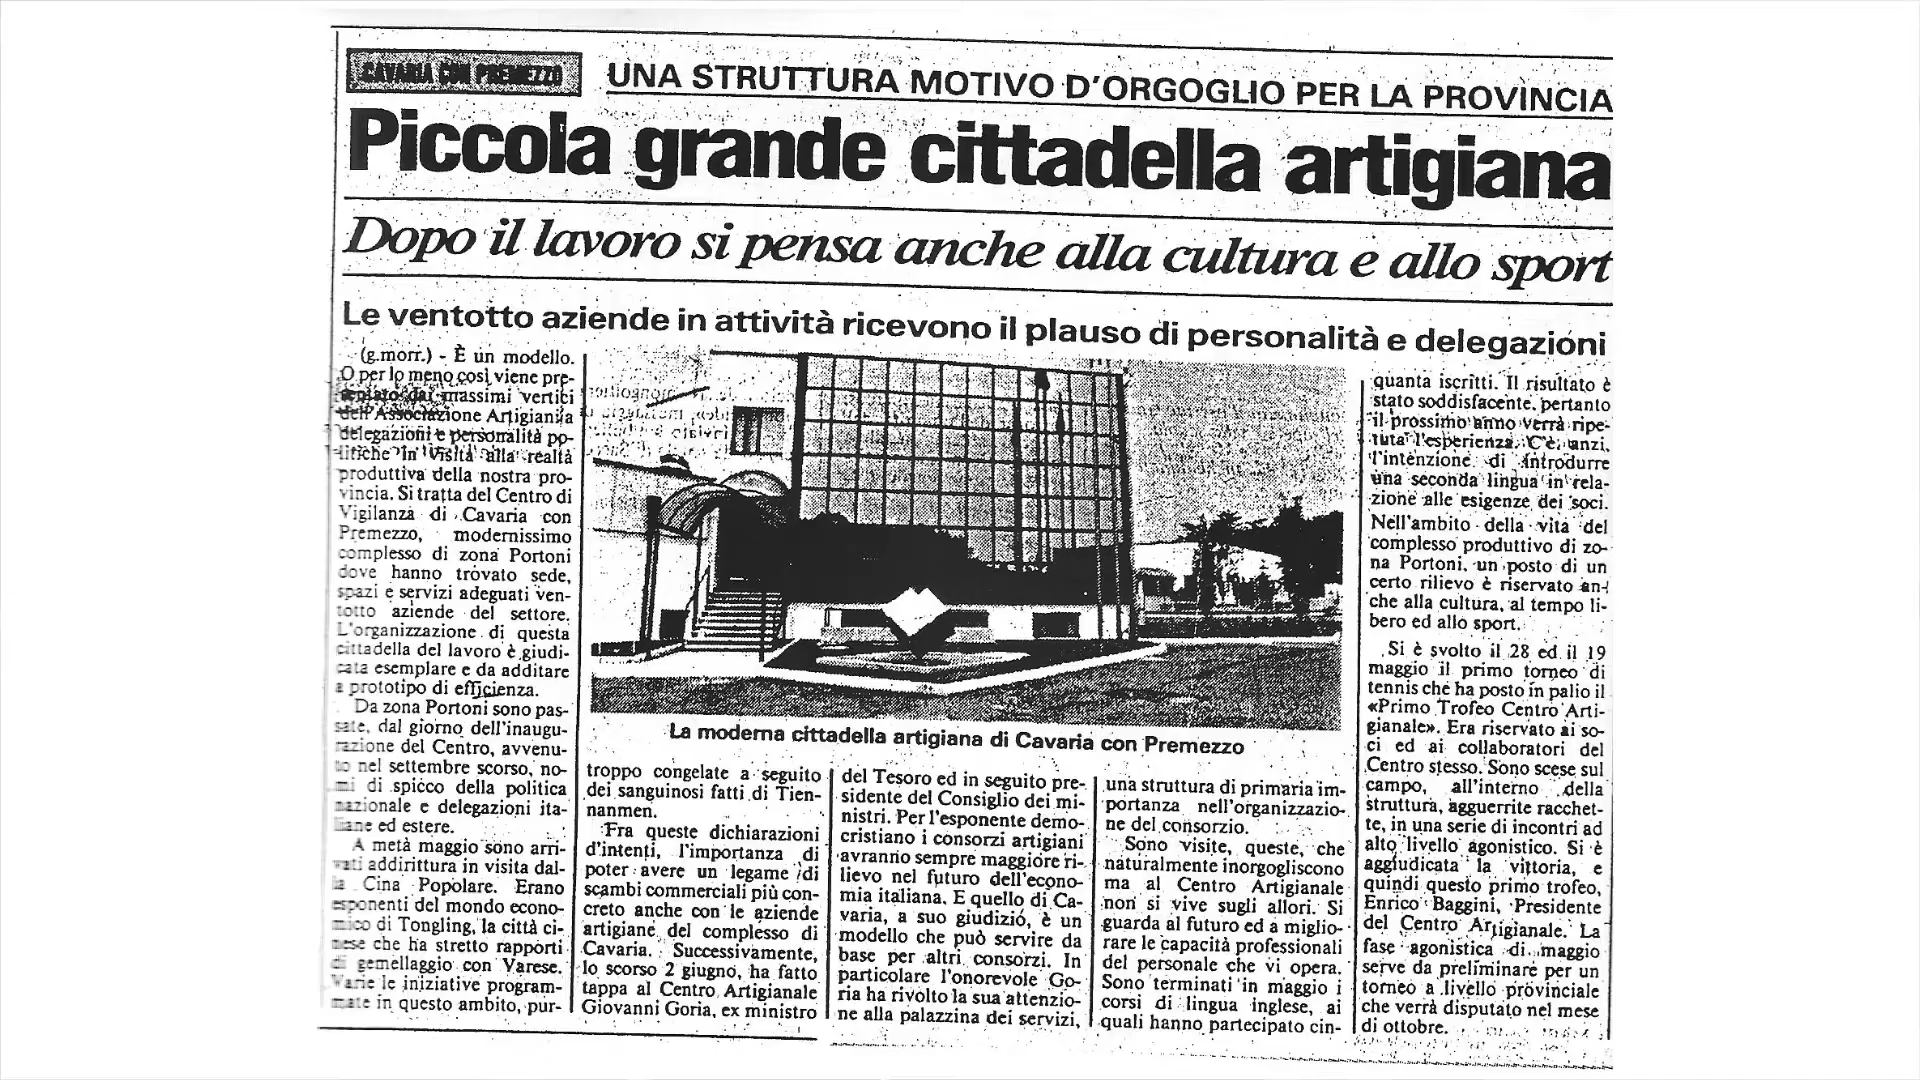 CAVARIA CON PREMEZZO
UNA STRUTTURA MOTIVO D'ORGOGLIO PER LA PROVINCIA
Piccola grande cittadella artigiana
Dopo il lavoro si pensa anche alla cultura e allo sport
Le ventotto aziende in attività ricevono il plauso di personalità e delegazioni
(g.morr.) - È un modello.
O per lo meno così viene pre-
sentato dai massimi vertici
dell'Associazione Artigiani a
delegazioni e personalità po-
litiche in visita alla realtà
produttiva della nostra pro-
vincia. Si tratta del Centro di
Vigilanza di Cavaria con
Premezzo, modernissimo
complesso di zona Portoni
dove hanno trovato sede,
spazi e servizi adeguati ven-
totto aziende del settore.
L'organizzazione di questa
cittadella del lavoro è giudi-
cata esemplare e da additare
a prototipo di efficienza.
Da zona Portoni sono pas-
sate, dal giorno dell'inaugu-
razione del Centro, avvenu-
to nel settembre scorso, no-
mi di spicco della politica
nazionale e delegazioni ita-
liane ed estere.
A metà maggio sono arri-
vati addirittura in visita dal-
la Cina Popolare. Erano
esponenti del mondo econo-
mico di Tongling, la città ci-
nese che ha stretto rapporti
di gemellaggio con Varese.
Varie le iniziative program-
mate in questo ambito, pur-
La moderna cittadella artigiana di Cavaria con Premezzo
troppo congelate a seguito
dei sanguinosi fatti di Tien-
nanmen.
Fra queste dichiarazioni
d'intenti, l'importanza di
poter avere un legame di
scambi commerciali più con-
creto anche con le aziende
artigiane del complesso di
Cavaria. Successivamente,
lo scorso 2 giugno, ha fatto
tappa al Centro Artigianale
Giovanni Goria, ex ministro
del Tesoro ed in seguito pre-
sidente del Consiglio dei mi-
nistri. Per l'esponente demo-
cristiano i consorzi artigiani
avranno sempre maggiore ri-
lievo nel futuro dell'econo-
mia italiana. E quello di Ca-
varia, a suo giudizio, è un
modello che può servire da
base per altri consorzi. In
particolare l'onorevole Go-
ria ha rivolto la sua attenzio-
ne alla palazzina dei servizi,
una struttura di primaria im-
portanza nell'organizzazio-
ne del consorzio.
Sono visite, queste, che
naturalmente inorgogliscono
ma al Centro Artigianale
non si vive sugli allori. Si
guarda al futuro ed a miglio-
rare le capacità professionali
del personale che vi opera.
Sono terminati in maggio i
corsi di lingua inglese, ai
quali hanno partecipato cin-
quanta iscritti. Il risultato è
stato soddisfacente, pertanto
il prossimo anno verrà ripe-
tuta l'esperienza. C'è, anzi,
l'intenzione di introdurre
una seconda lingua in rela-
zione alle esigenze dei soci.
Nell'ambito della vita del
complesso produttivo di zo-
na Portoni, un posto di un
certo rilievo è riservato an-
che alla cultura, al tempo li-
bero ed allo sport.
Si è svolto il 28 ed il 19
maggio il primo torneo di
tennis che ha posto in palio il
«Primo Trofeo Centro Arti-
gianale». Era riservato ai so-
ci ed ai collaboratori del
Centro stesso. Sono scese sul
campo, all'interno della
struttura, agguerrite racchet-
te, in una serie di incontri ad
alto livello agonistico. Si è
aggiudicata la vittoria, e
quindi questo primo trofeo,
Enrico Baggini, Presidente
del Centro Artigianale. La
fase agonistica di maggio
serve da preliminare per un
torneo a livello provinciale
che verrà disputato nel mese
di ottobre.